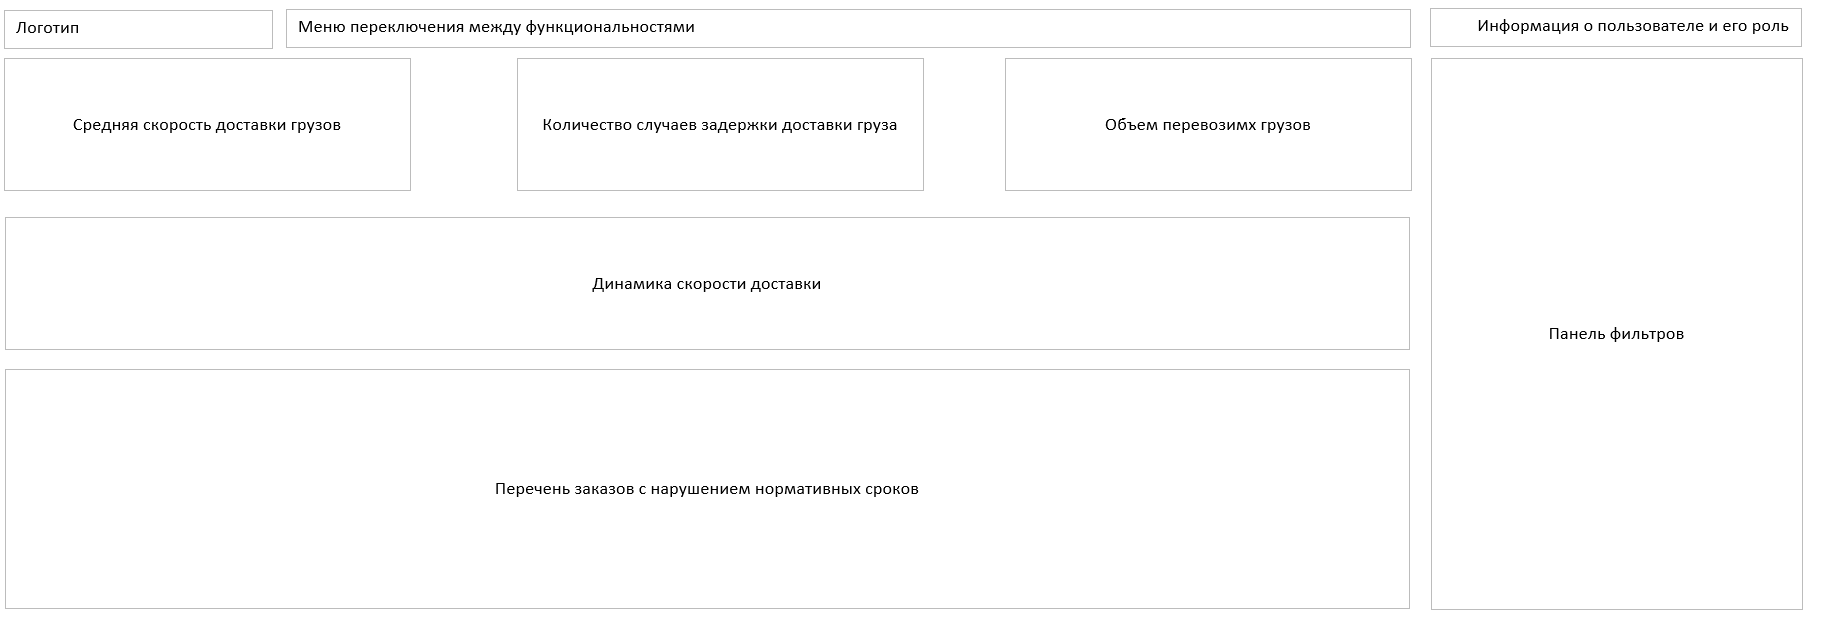 Логотип
Меню переключения между функциональностями
Информация о пользователе и его роль
Средняя скорость доставки грузов
Количество случаев задержки доставки груза
Объем перевозимх грузов
Динамика скорости доставки
Панель фильтров
Перечень заказов с нарушением нормативных сроков